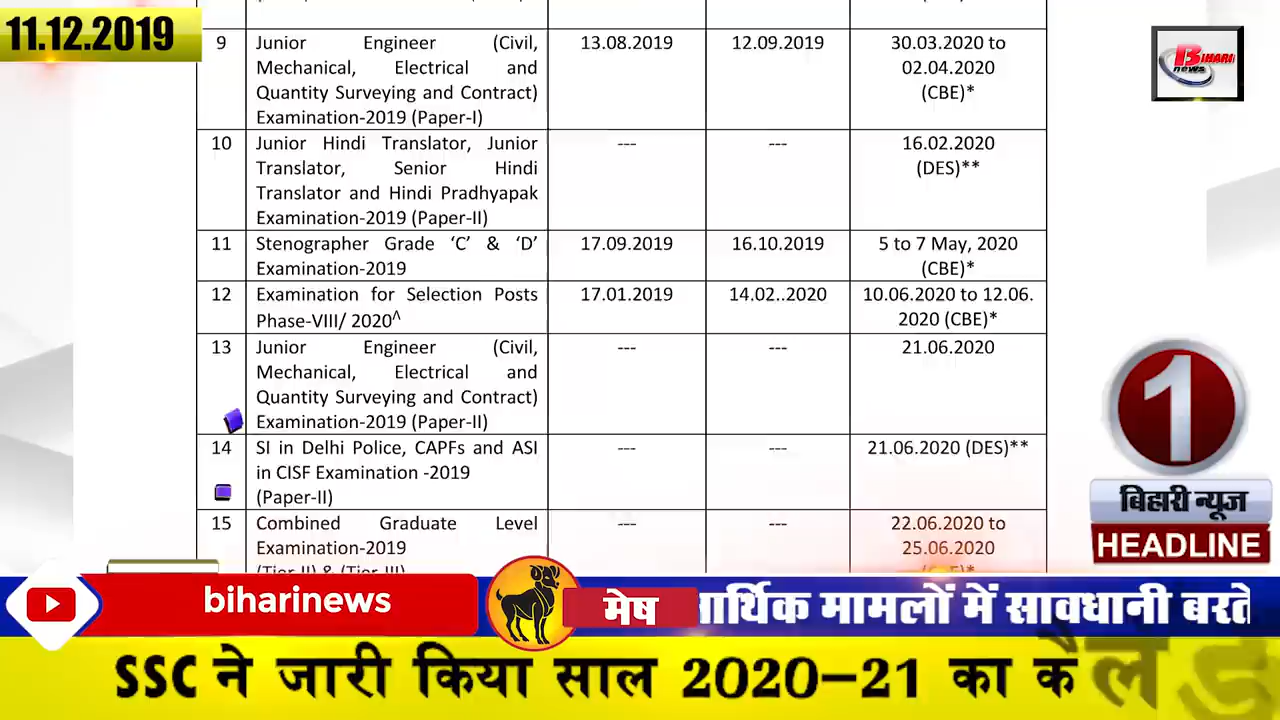 11.12.2019
BIHARI
news
9 Junior Engineer (Civil, 13.08.2019 12.09.2019 30.03.2020 to
Mechanical, Electrical and 02.04.2020
Quantity Surveying and Contract) (CBE)*
Examination-2019 (Paper-I)
10 Junior Hindi Translator, Junior --- --- 16.02.2020
Translator, Senior Hindi (DES)**
Translator and Hindi Pradhyapak
Examination-2019 (Paper-II)
11 Stenographer Grade ‘C’ & ‘D’ 17.09.2019 16.10.2019 5 to 7 May, 2020
Examination-2019 (CBE)*
12 Examination for Selection Posts 17.01.2019 14.02..2020 10.06.2020 to 12.06.
Phase-VIII/ 2020^ 2020 (CBE)*
13 Junior Engineer (Civil, --- --- 21.06.2020
Mechanical, Electrical and
Quantity Surveying and Contract)
Examination-2019 (Paper-II)
14 SI in Delhi Police, CAPFs and ASI --- --- 21.06.2020 (DES)**
in CISF Examination -2019
(Paper-II)
15 Combined Graduate Level --- --- 22.06.2020 to
Examination-2019 25.06.2020
1
बिहारी न्यूज
HEADLINE
biharinews
मेष
मामलों में सावधानी बरते
SSC ने जारी किया साल 2020-21 का